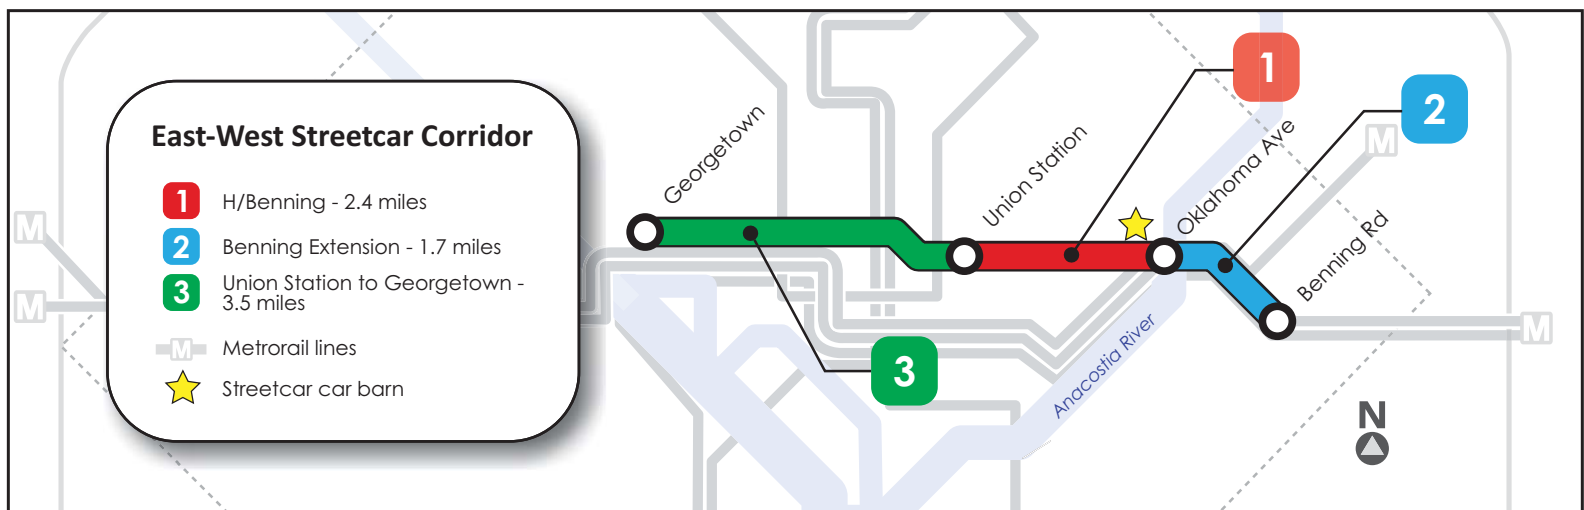 East-West Streetcar Corridor
1 H/Benning - 2.4 miles
2 Benning Extension - 1.7 miles
3 Union Station to Georgetown -
3.5 miles
M Metrorail lines
Streetcar car barn
M
M
Georgetown
Union Station
Oklahoma Ave
Benning Rd
Anacostia River
1
2
3
M
M
N